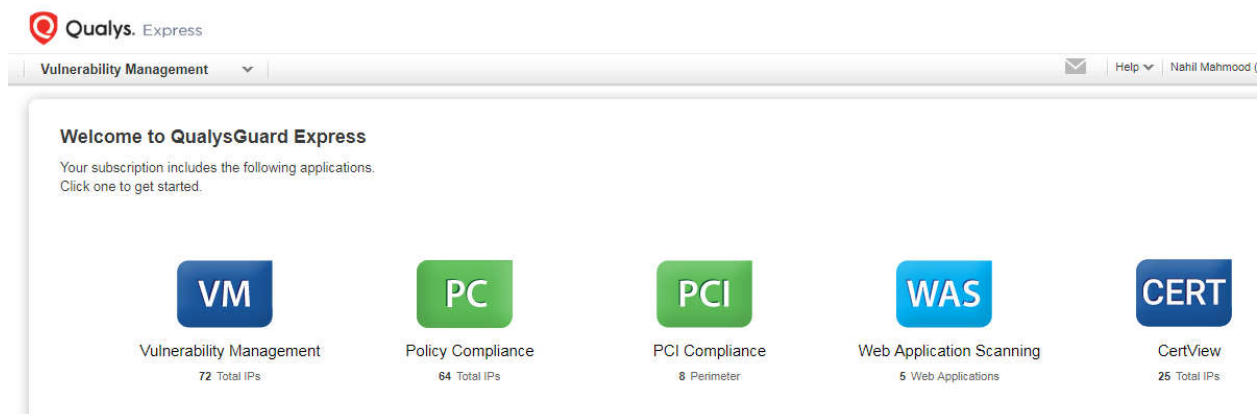 Qualys. Express
Vulnerability Management
Help
Nahil Mahmood (
Welcome to QualysGuard Express
Your subscription includes the following applications.
Click one to get started.
VM
PC
PCI
WAS
CERT
Vulnerability Management
Policy Compliance
PCI Compliance
Web Application Scanning
CertView
72 Total IPs
64 Total IPs
8 Perimeter
5 Web Applications
25 Total IPs